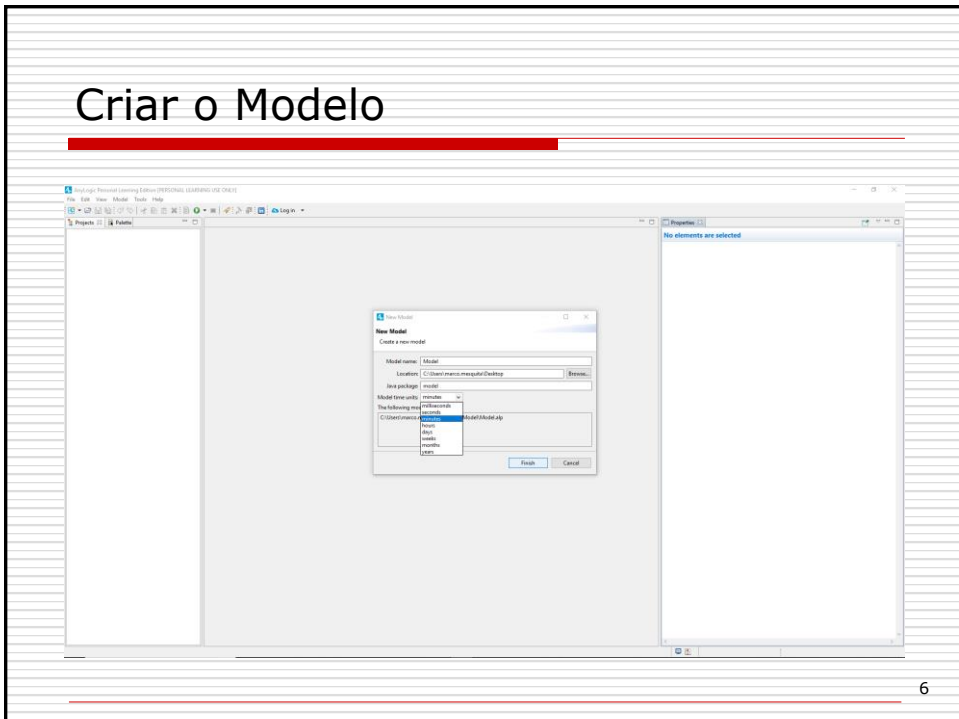 Criar o Modelo
AnyLogic Personal Learning Edition [PERSONAL LEARNING USE ONLY]
File Edit View Model Tools Help
Log in
Projects Palette
Properties
No elements are selected
New Model
New Model
Create a new model
Model name: Model
Location: C:\Users\marco.mesquita\Desktop Browse...
Java package: model
Model time units: minutes
milliseconds
The following mo
seconds
C:\Users\marco.m
minutes
Model\Model.alp
hours
days
weeks
months
years
Finish Cancel
6